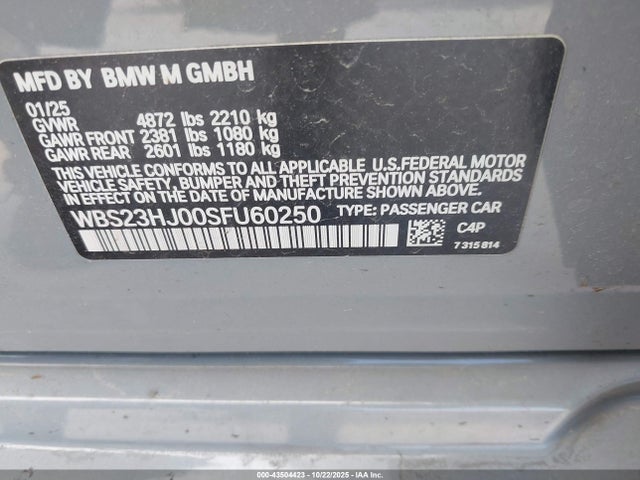 MFD BY BMW M GMBH
01/25
GVWR 4872 lbs 2210 kg
GAWR FRONT 2381 lbs 1080 kg
GAWR REAR 2601 lbs 1180 kg
THIS VEHICLE CONFORMS TO ALL APPLICABLE U.S.FEDERAL MOTOR
VEHICLE SAFETY, BUMPER AND THEFT PREVENTION STANDARDS
IN EFFECT ON THE DATE OF MANUFACTURE SHOWN ABOVE.
WBS23HJ00SFU60250 TYPE: PASSENGER CAR
C4P
7 315 814
000-43504423 | 10/22/2025 | IAAI.COM